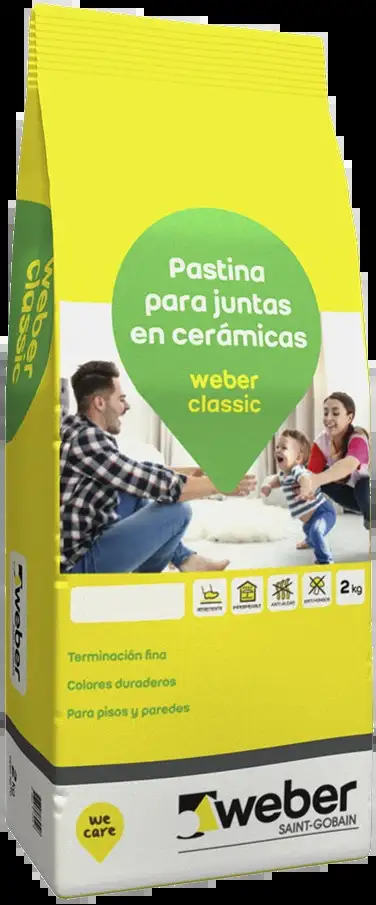 Pastina
para juntas
en cerámicas
weber
classic
weber
classic
2 kg
Terminación fina
Colores duraderos
Para pisos y paredes
weber
we
care
weber
SAINT-GOBAIN